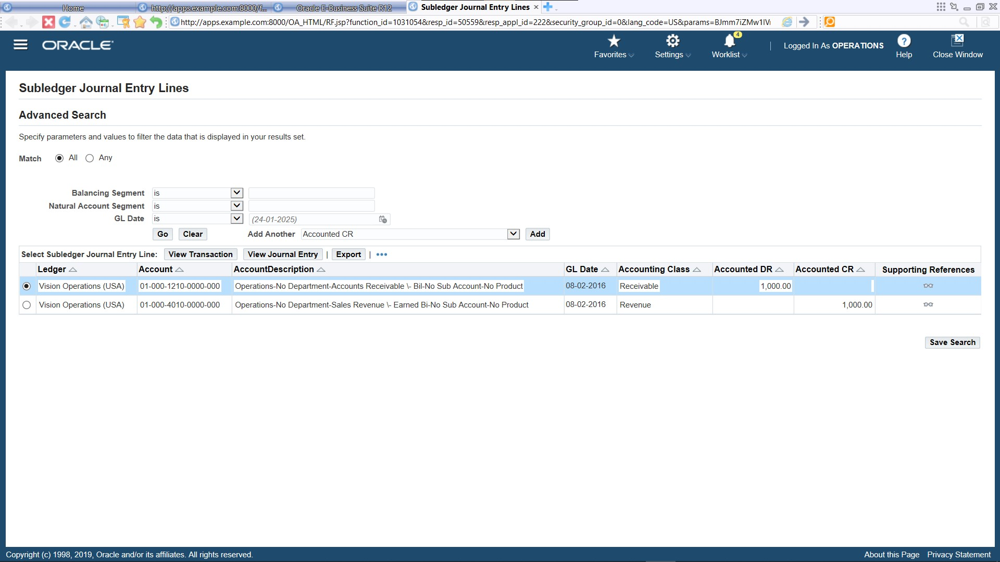 Home http://apps.example.com:8000/f... Oracle E-Business Suite R12 Subledger Journal Entry Lines
http://apps.example.com:8000/OA_HTML/RF.jsp?function_id=1031054&resp_id=50559&resp_appl_id=222&security_group_id=0&lang_code=US&params=BJmm7iZMw1IVr
ORACLE Favorites Settings Worklist 4 | Logged In As OPERATIONS Help Close Window
Subledger Journal Entry Lines
Advanced Search
Specify parameters and values to filter the data that is displayed in your results set.
Match All Any
Balancing Segment is
Natural Account Segment is
GL Date is (24-01-2025)
Go Clear Add Another Accounted CR Add
Select Subledger Journal Entry Line: View Transaction View Journal Entry | Export | •••
Ledger Account AccountDescription GL Date Accounting Class Accounted DR Accounted CR Supporting References
Vision Operations (USA) 01-000-1210-0000-000 Operations-No Department-Accounts Receivable \- Bil-No Sub Account-No Product 08-02-2016 Receivable 1,000.00
Vision Operations (USA) 01-000-4010-0000-000 Operations-No Department-Sales Revenue \- Earned Bi-No Sub Account-No Product 08-02-2016 Revenue 1,000.00
Save Search
Copyright (c) 1998, 2019, Oracle and/or its affiliates. All rights reserved. About this Page Privacy Statement